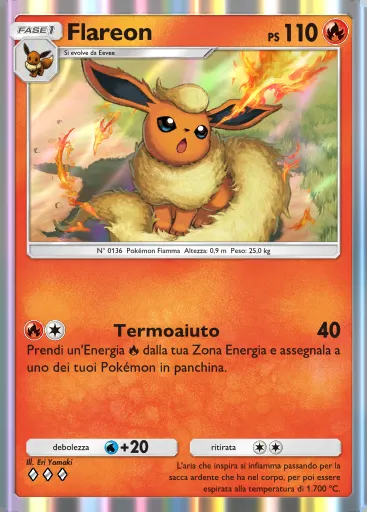 FASE 1
Flareon
PS 110
Si evolve da Eevee
N° 0136 Pokémon Fiamma Altezza: 0,9 m Peso: 25,0 kg
Termoaiuto 40
Prendi un'Energia dalla tua Zona Energia e assegnala a
uno dei tuoi Pokémon in panchina.
debolezza +20 ritirata
Ill. Eri Yamaki
L'aria che inspira si infiamma passando per la
sacca ardente che ha nel corpo, per poi essere
espirata alla temperatura di 1.700 °C.